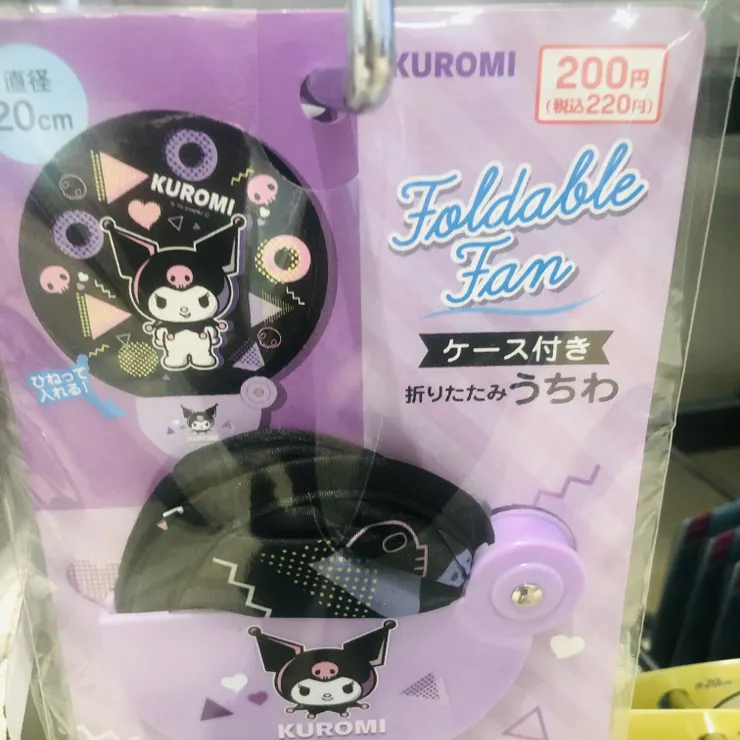 直径
20cm
KUROMI
200円
(税込220円)
KUROMI
Foldable
Fan
ケース付き
折りたたみうちわ
ひねって
入れる!
KUROMI
KUROMI